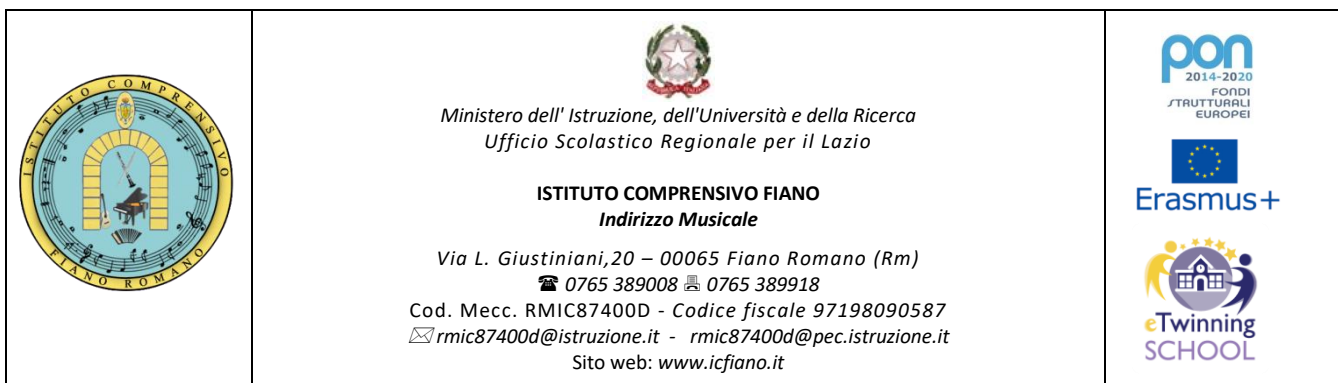 ISTITUTO COMPRENSIVO
FIANO ROMANO
REPUBBLICA ITALIANA
Ministero dell' Istruzione, dell'Università e della Ricerca
Ufficio Scolastico Regionale per il Lazio
ISTITUTO COMPRENSIVO FIANO
Indirizzo Musicale
Via L. Giustiniani,20 – 00065 Fiano Romano (Rm)
☎ 0765 389008 🖷 0765 389918
Cod. Mecc. RMIC87400D - Codice fiscale 97198090587
🖂 rmic87400d@istruzione.it - rmic87400d@pec.istruzione.it
Sito web: www.icfiano.it
pon
2014-2020
FONDI
STRUTTURALI
EUROPEI
Erasmus+
eTwinning
SCHOOL